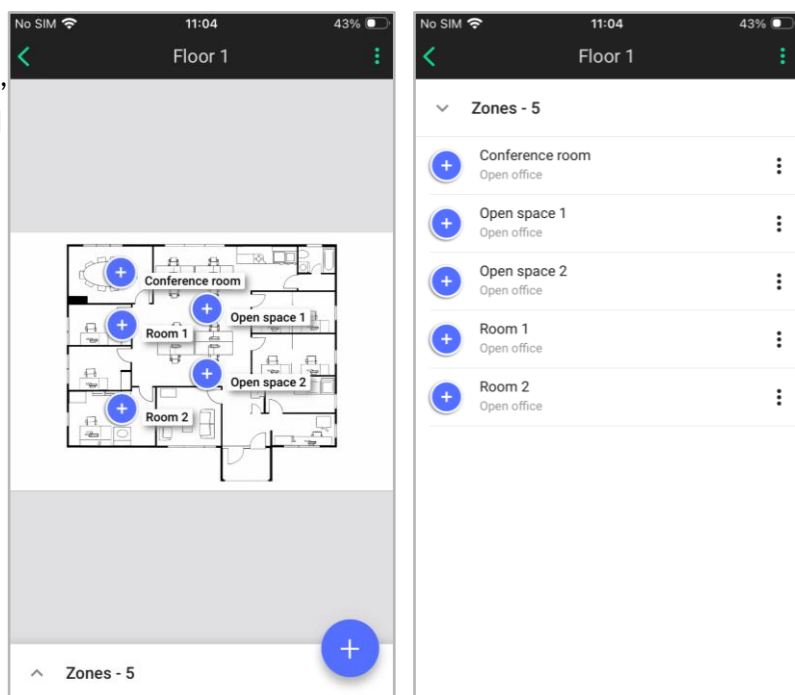 No SIM 11:04 43%
Floor 1
,
Conference room
Open space 1
Room 1
Open space 2
Room 2
Zones - 5
No SIM 11:04 43%
Floor 1
Zones - 5
Conference room
Open office
Open space 1
Open office
Open space 2
Open office
Room 1
Open office
Room 2
Open office